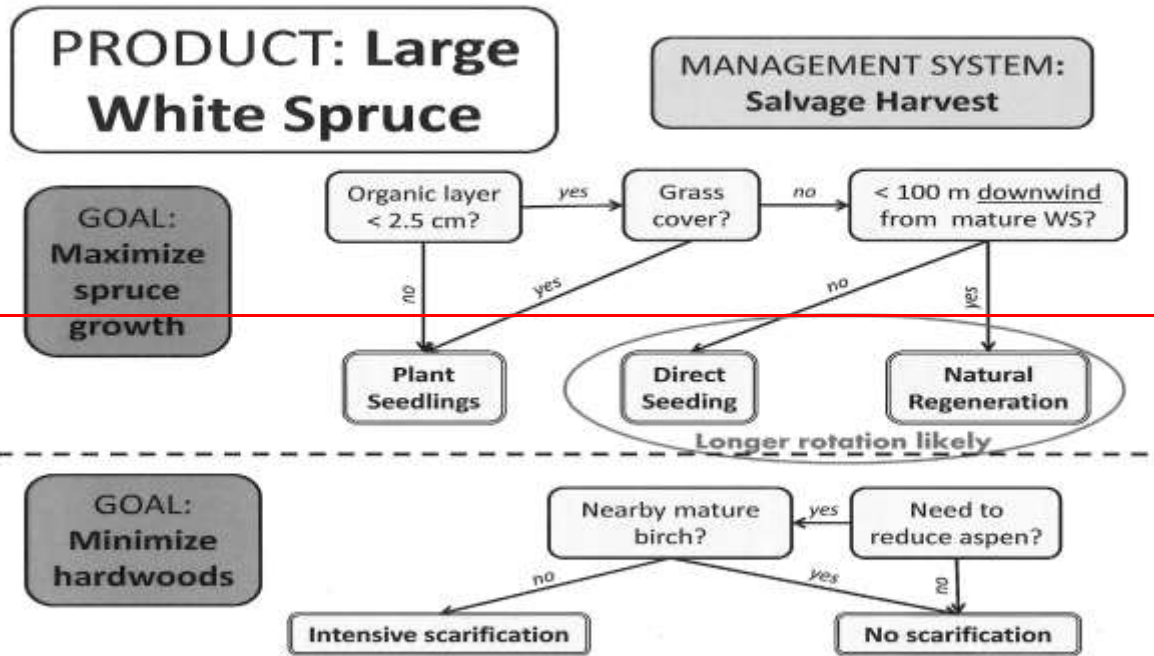 PRODUCT: Large
White Spruce
MANAGEMENT SYSTEM:
Salvage Harvest
GOAL:
Maximize
spruce
growth
Organic layer
< 2.5 cm?
yes
Grass
cover?
no
< 100 m downwind
from mature WS?
no
yes
no
yes
Plant
Seedlings
Direct
Seeding
Natural
Regeneration
Longer rotation likely
GOAL:
Minimize
hardwoods
Nearby mature
birch?
yes
Need to
reduce aspen?
no
yes
no
Intensive scarification
No scarification